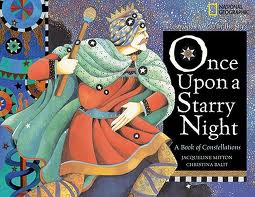 NATIONAL GEOGRAPHIC
Once
Upon a
Starry
Night
A Book of Constellations
JACQUELINE MITTON
CHRISTINA BALIT